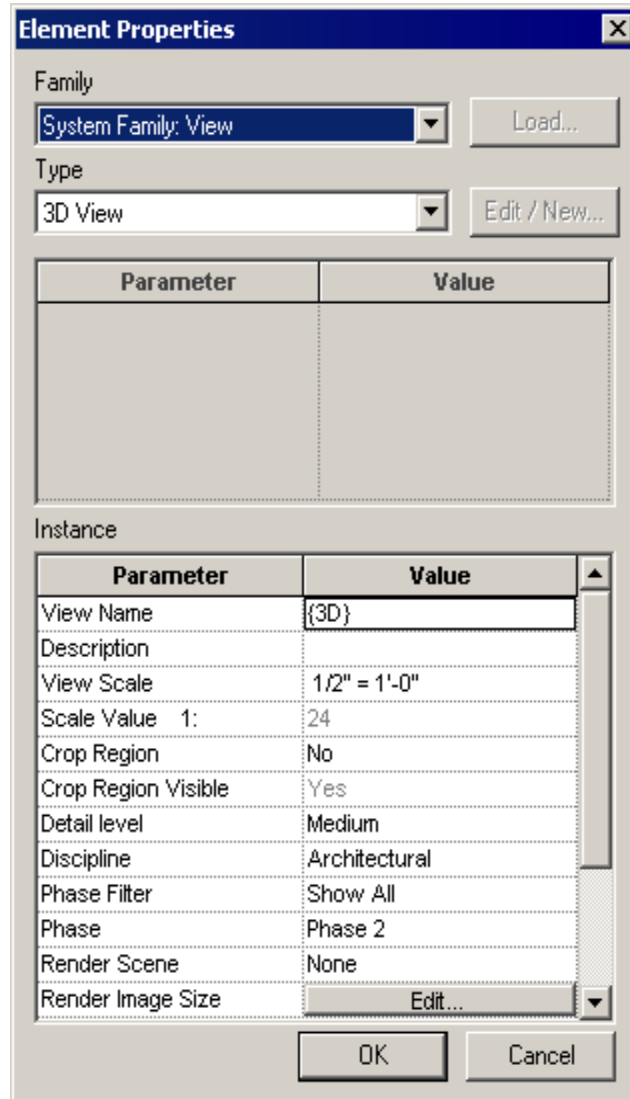 Element Properties
Family
System Family: View
Load...
Type
3D View
Edit / New...
Parameter Value
Instance
Parameter Value
View Name {3D}
Description
View Scale 1/2" = 1'-0"
Scale Value 1: 24
Crop Region No
Crop Region Visible Yes
Detail level Medium
Discipline Architectural
Phase Filter Show All
Phase Phase 2
Render Scene None
Render Image Size Edit...
OK Cancel